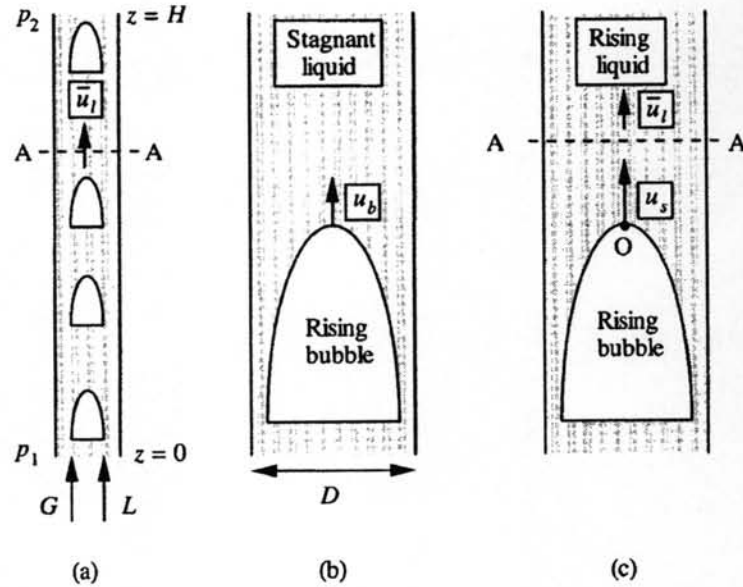 p₂
z = H
ū_l
A
A
p₁
z = 0
G
L
(a)
Stagnant
liquid
u_b
Rising
bubble
D
(b)
Rising
liquid
ū_l
A
A
u_s
O
Rising
bubble
(c)